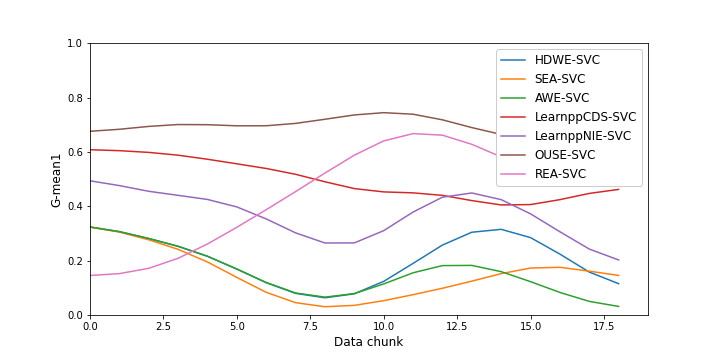 1.0
0.8
0.6
0.4
0.2
0.0
G-mean1
0.0 2.5 5.0 7.5 10.0 12.5 15.0 17.5
Data chunk
HDWE-SVC
SEA-SVC
AWE-SVC
LearnppCDS-SVC
LearnppNIE-SVC
OUSE-SVC
REA-SVC